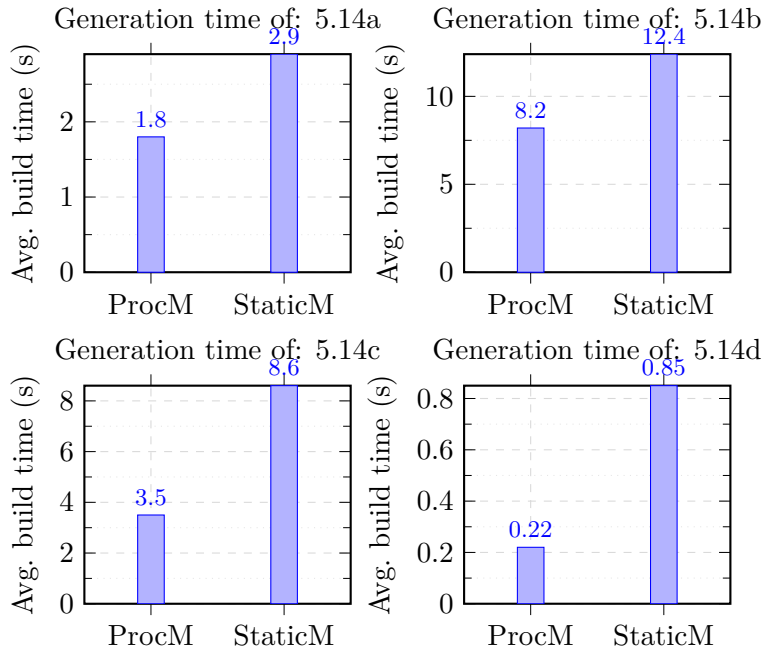 Generation time of: 5.14a
2.9
1.8
Avg. build time (s)
2
1
0
ProcM StaticM
Generation time of: 5.14b
12.4
8.2
Avg. build time (s)
10
5
0
ProcM StaticM
Generation time of: 5.14c
8.6
3.5
Avg. build time (s)
8
6
4
2
0
ProcM StaticM
Generation time of: 5.14d
0.85
0.22
Avg. build time (s)
0.8
0.6
0.4
0.2
0
ProcM StaticM